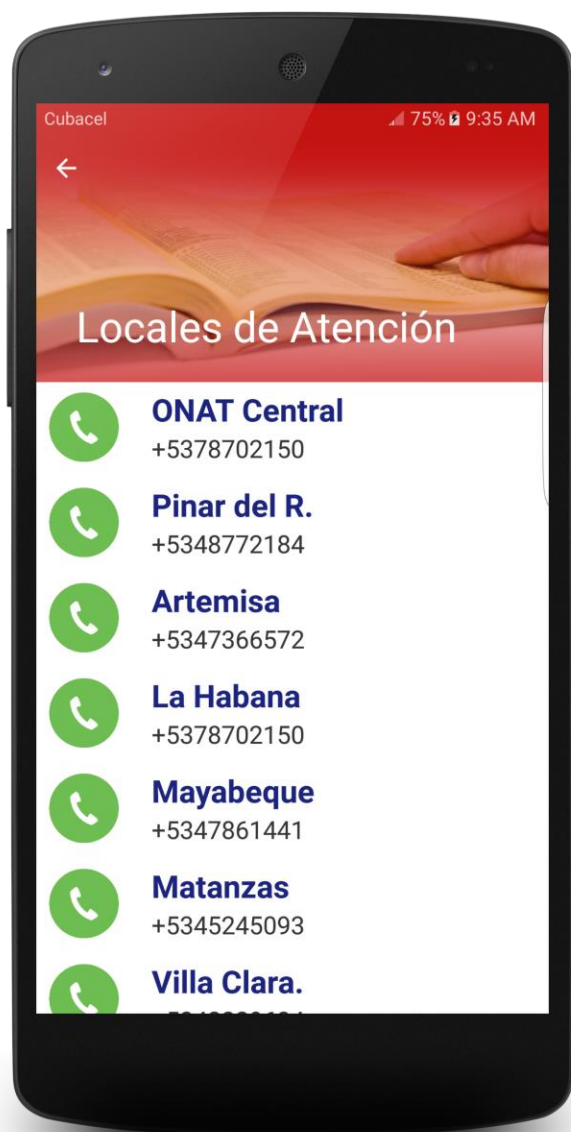 Cubacel 75% 9:35 AM
Locales de Atención
ONAT Central
+5378702150
Pinar del R.
+5348772184
Artemisa
+5347366572
La Habana
+5378702150
Mayabeque
+5347861441
Matanzas
+5345245093
Villa Clara.